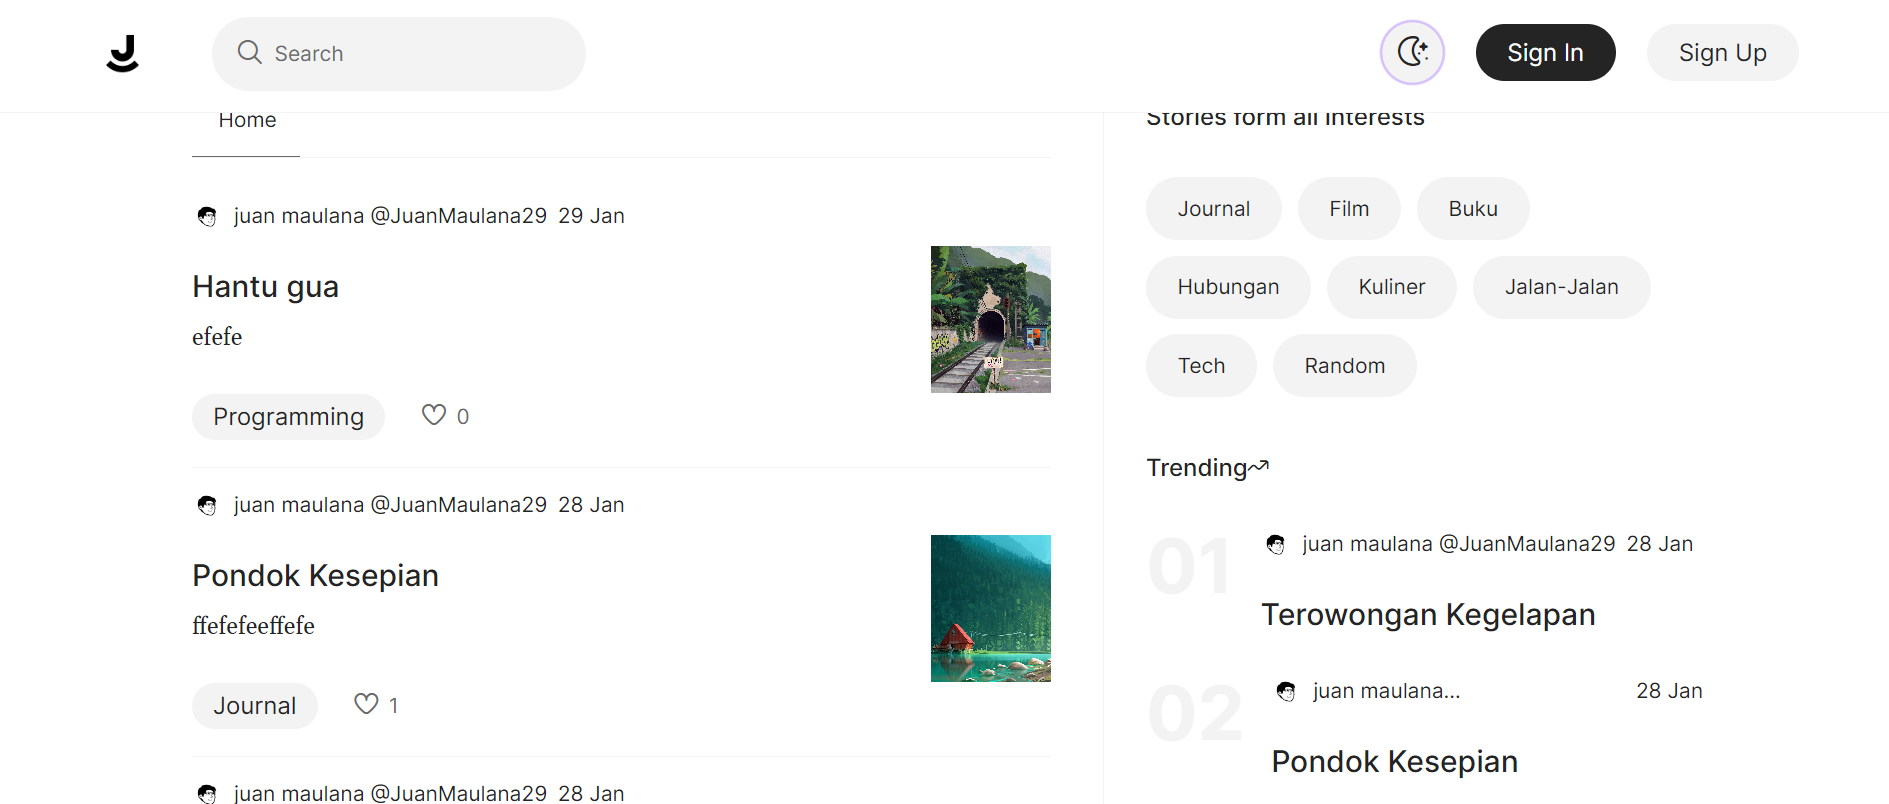 Search
Sign In
Sign Up
Home
juan maulana @JuanMaulana29 29 Jan
Hantu gua
efefe
Programming
0
juan maulana @JuanMaulana29 28 Jan
Pondok Kesepian
ffefefeeffefe
Journal
1
juan maulana @JuanMaulana29 28 Jan
Stories form all interests
Journal
Film
Buku
Hubungan
Kuliner
Jalan-Jalan
Tech
Random
Trending
01
juan maulana @JuanMaulana29 28 Jan
Terowongan Kegelapan
02
juan maulana... 28 Jan
Pondok Kesepian